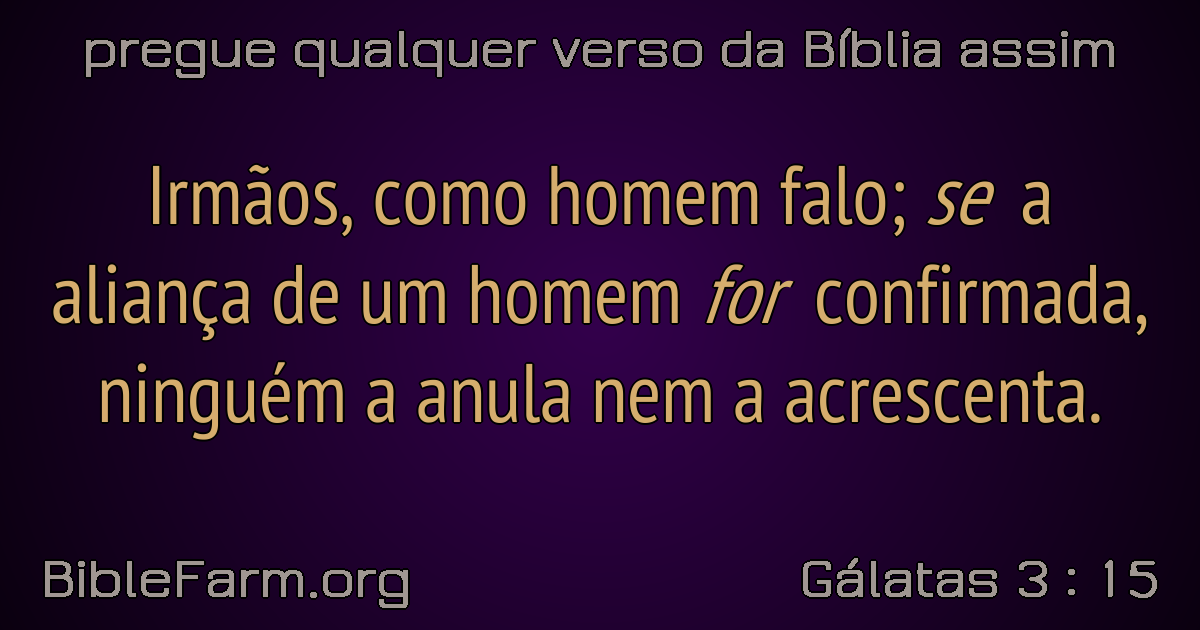 pregue qualquer verso da Bíblia assim
Irmãos, como homem falo; se a
aliança de um homem for confirmada,
ninguém a anula nem a acrescenta.
BibleFarm.org
Gálatas 3 : 15